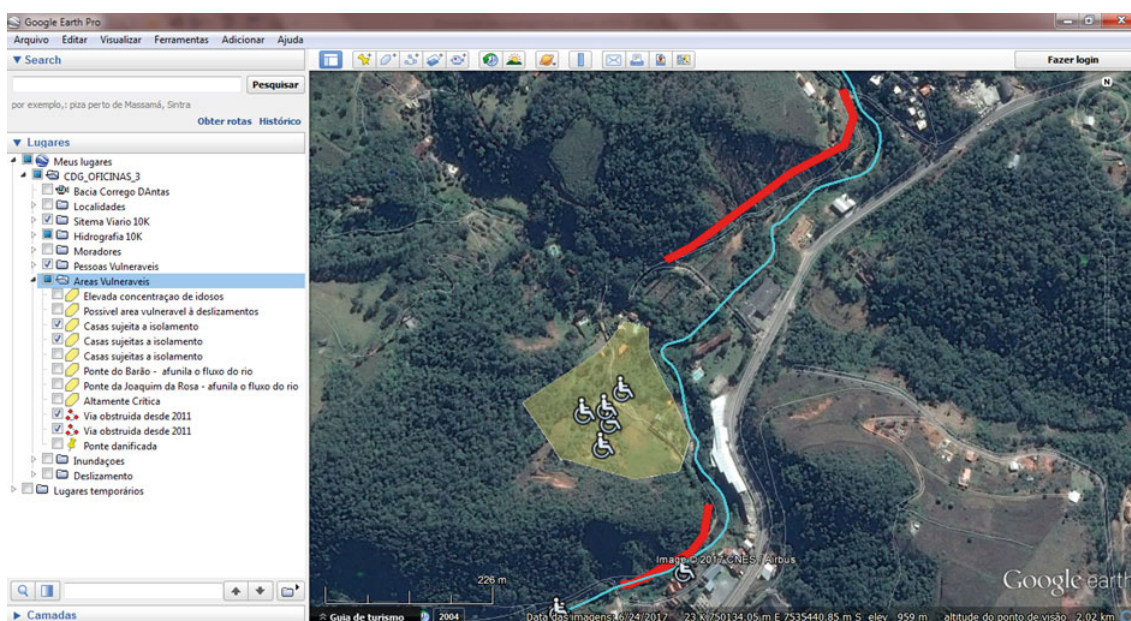 Google Earth Pro
Arquivo Editar Visualizar Ferramentas Adicionar Ajuda
Search
Fazer login
Pesquisar
por exemplo,: piza perto de Massamá, Sintra
Obter rotas Histórico
N
Lugares
Meus lugares
CDG_OFICINAS_3
Bacia Corrego DAntas
Localidades
Sitema Viario 10K
Hidrografia 10K
Moradores
Pessoas Vulneraveis
Areas Vulneraveis
Elevada concentraçao de idosos
Possivel area vulneravel à deslizamentos
Casas sujeita a isolamento
Casas sujeitas a isolamento
Casas sujeitas a isolamento
Ponte do Barão - afunila o fluxo do rio
Ponte da Joaquim da Rosa - afunila o fluxo do rio
Altamente Crítica
Via obstruida desde 2011
Via obstruida desde 2011
Ponte danificada
Inundaçoes
Deslizamento
Lugares temporários
Image © 2017 CNES / Airbus
226 m
Google earth
Camadas
Guia de turismo 2004 Data das imagens: 6/24/2017 23 K 750134.05 m E 7535440.85 m S elev 959 m altitude do ponto de visão 2.02 km